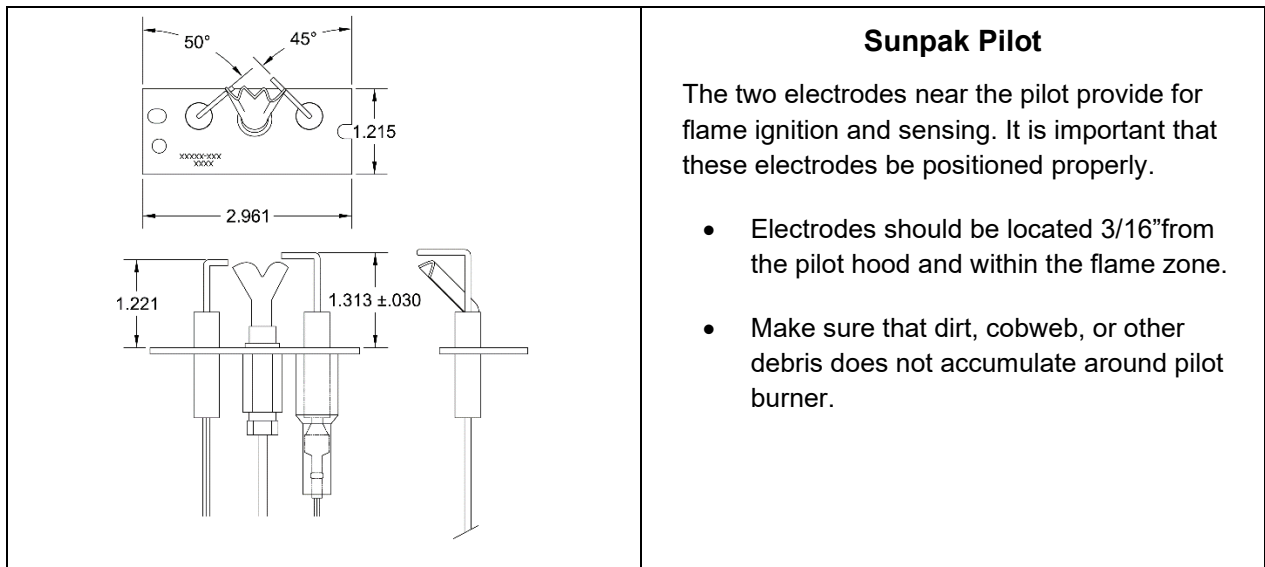 50°
45°
1.215
XXXXX-XXX
XXXX
2.961
1.221
1.313 ±.030
Sunpak Pilot
The two electrodes near the pilot provide for
flame ignition and sensing. It is important that
these electrodes be positioned properly.
• Electrodes should be located 3/16”from
the pilot hood and within the flame zone.
• Make sure that dirt, cobweb, or other
debris does not accumulate around pilot
burner.